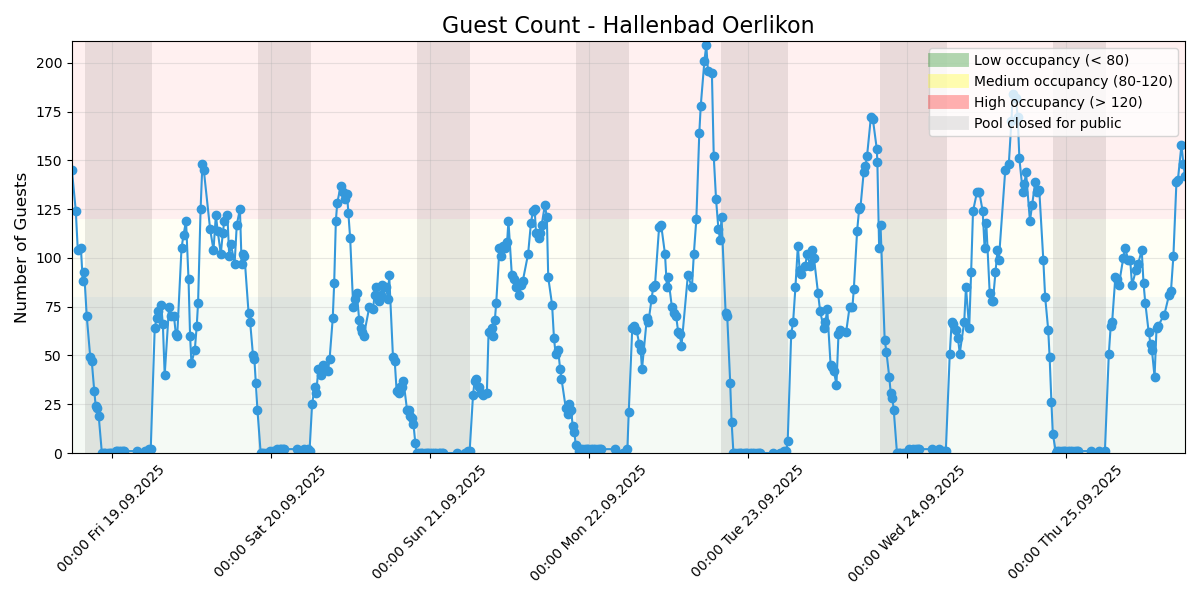 Guest Count - Hallenbad Oerlikon
Number of Guests
200
175
150
125
100
75
50
25
0
Low occupancy (< 80)
Medium occupancy (80-120)
High occupancy (> 120)
Pool closed for public
00:00 Fri 19.09.2025
00:00 Sat 20.09.2025
00:00 Sun 21.09.2025
00:00 Mon 22.09.2025
00:00 Tue 23.09.2025
00:00 Wed 24.09.2025
00:00 Thu 25.09.2025